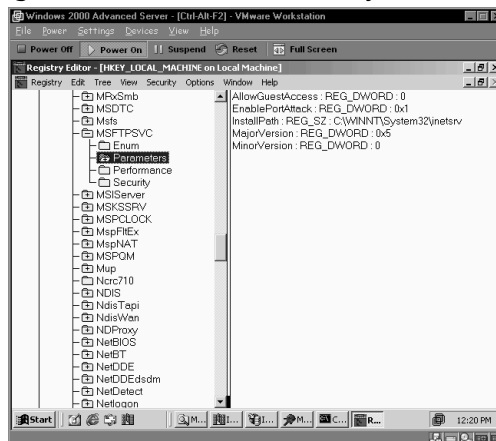 Windows 2000 Advanced Server - [Ctrl-Alt-F2] - VMware Workstation
File Power Settings Devices View Help
Power Off Power On Suspend Reset Full Screen
Registry Editor - [HKEY_LOCAL_MACHINE on Local Machine]
Registry Edit Tree View Security Options Window Help
MRxSmb
MSDTC
Msfs
MSFTPSVC
Enum
Parameters
Performance
Security
MSIServer
MSKSSRV
MSPCLOCK
MspFltEx
MspNAT
MSPQM
Mup
Ncrc710
NDIS
NdisTapi
NdisWan
NDProxy
NetBIOS
NetBT
NetDDE
NetDDEdsdm
NetDetect
Netlogon
AllowGuestAccess : REG_DWORD : 0
EnablePortAttack : REG_DWORD : 0x1
InstallPath : REG_SZ : C:\WINNT\System32\inetsrv
MajorVersion : REG_DWORD : 0x5
MinorVersion : REG_DWORD : 0
Start M... I... I... M... C... R... 12:20 PM